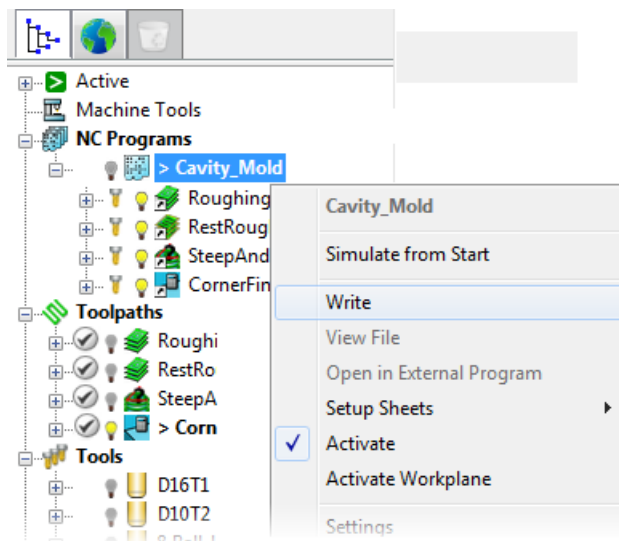 Active
Machine Tools
NC Programs
> Cavity_Mold
Roughing
RestRoug
SteepAnd
CornerFin
Toolpaths
Roughi
RestRo
SteepA
> Corn
Tools
D16T1
D10T2
Cavity_Mold
Simulate from Start
Write
View File
Open in External Program
Setup Sheets
Activate
Activate Workplane
Settings